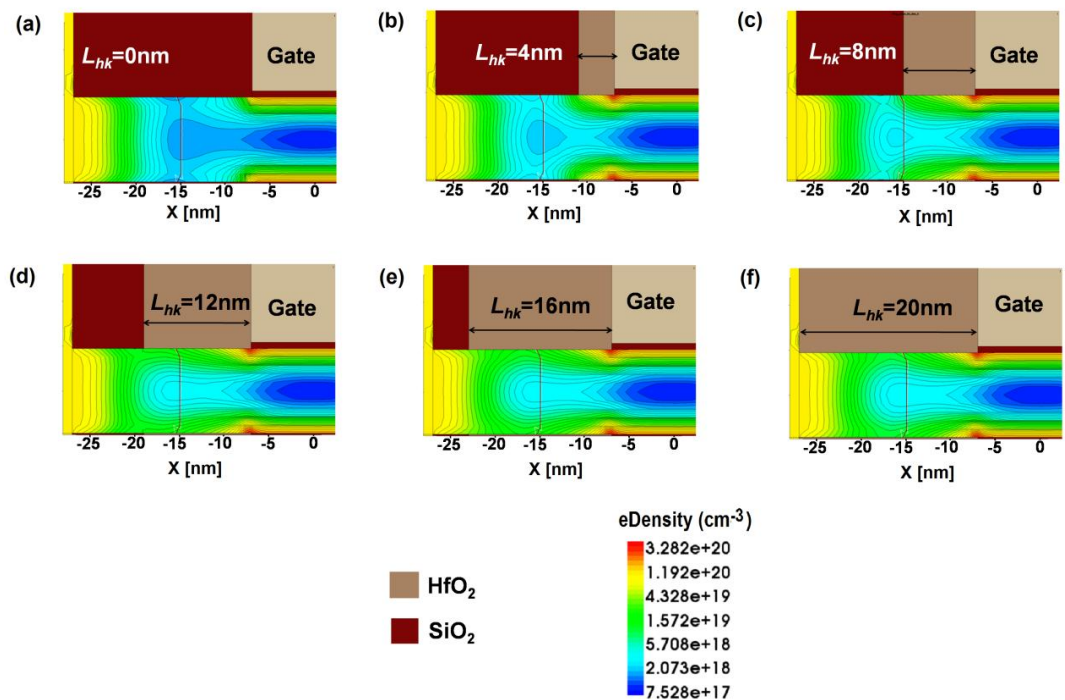 (a)
L_hk=0nm
Gate
-25 -20 -15 -10 -5 0
X [nm]
(b)
L_hk=4nm
Gate
-25 -20 -15 -10 -5 0
X [nm]
(c)
L_hk=8nm
Gate
-25 -20 -15 -10 -5 0
X [nm]
(d)
L_hk=12nm
Gate
-25 -20 -15 -10 -5 0
X [nm]
(e)
L_hk=16nm
Gate
-25 -20 -15 -10 -5 0
X [nm]
(f)
L_hk=20nm
Gate
-25 -20 -15 -10 -5 0
X [nm]
HfO₂
SiO₂
eDensity (cm⁻³)
3.282e+20
1.192e+20
4.328e+19
1.572e+19
5.708e+18
2.073e+18
7.528e+17